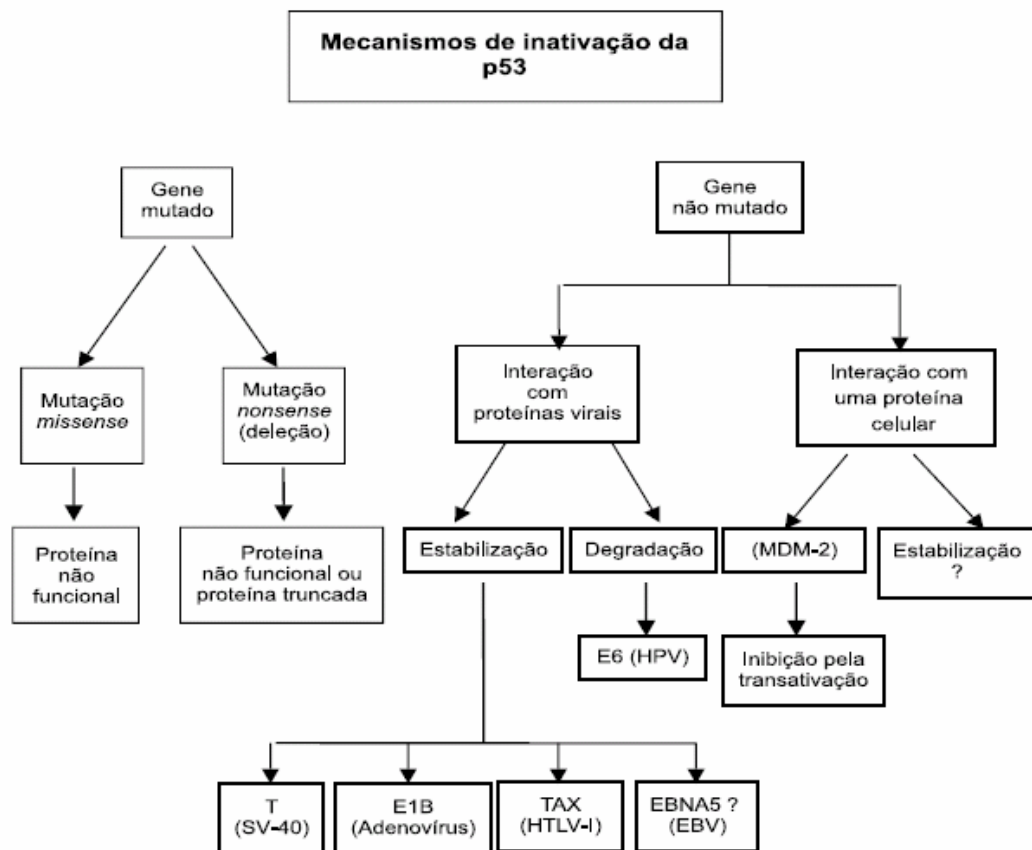 Mecanismos de inativação da
p53
Gene
mutado
Gene
não mutado
Mutação
missense
Mutação
nonsense
(deleção)
Interação
com
proteínas virais
Interação com
uma proteína
celular
Proteína
não
funcional
Proteína
não funcional ou
proteína truncada
Estabilização
Degradação
(MDM-2)
Estabilização
?
E6 (HPV)
Inibição pela
transativação
T
(SV-40)
E1B
(Adenovírus)
TAX
(HTLV-I)
EBNA5 ?
(EBV)